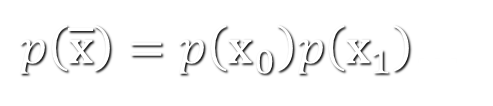 p(x̅) = p(x₀)p(x₁)